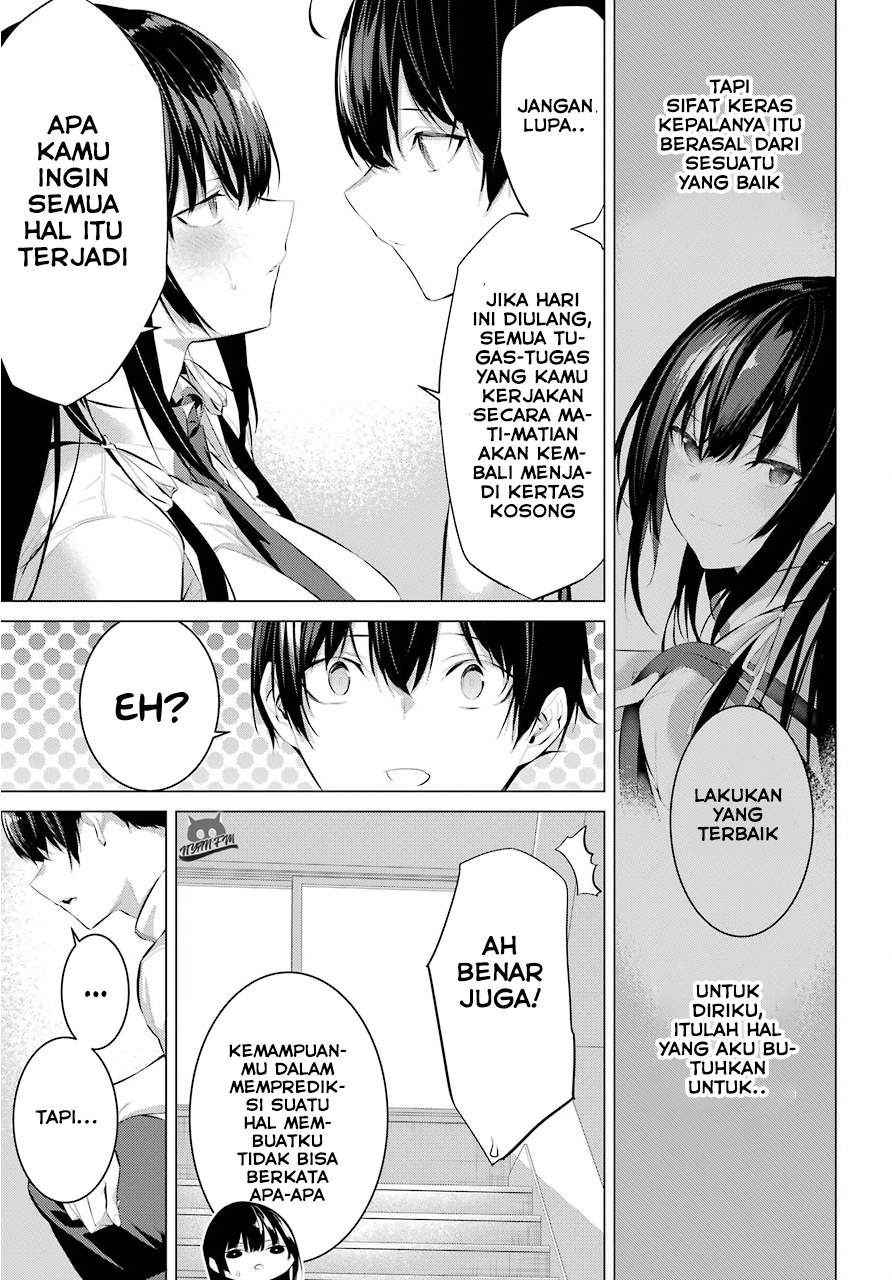 TAPI
SIFAT KERAS
KEPALANYA ITU
BERASAL DARI
SESUATU
YANG BAIK
LAKUKAN
YANG
TERBAIK
UNTUK
DIRIKU,
ITULAH HAL
YANG AKU BU-
TUHKAN
UNTUK..
JANGAN
LUPA..
JIKA HARI
INI DIULANG,
SEMUA TU-
GAS-TUGAS
YANG KAMU
KERJAKAN
SECARA MA-
TI-MATIAN
AKAN KEM-
BALI MENJA-
DI KERTAS
KOSONG
APA
KAMU
INGIN
SEMUA
HAL ITU
TERJADI
EH?
AH
BENAR
JUGA!
KEMAMPUAN-
MU DALAM
MEMPREDIK-
SI SUATU
HAL MEM-
BUATKU
TIDAK BISA
BERKATA
APA-APA
NYAN FM
...
TAPI...